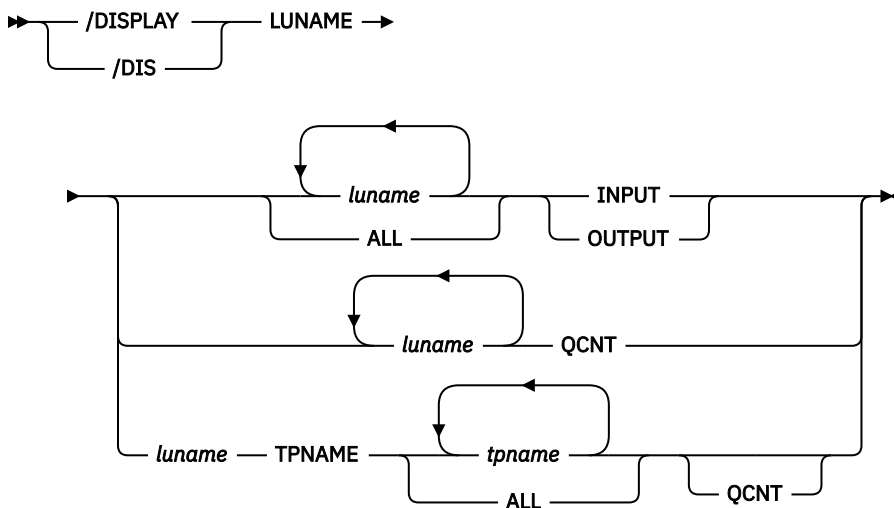 /DISPLAY LUNAME
/DIS
luname INPUT
ALL OUTPUT
luname QCNT
luname TPNAME tpname
ALL QCNT